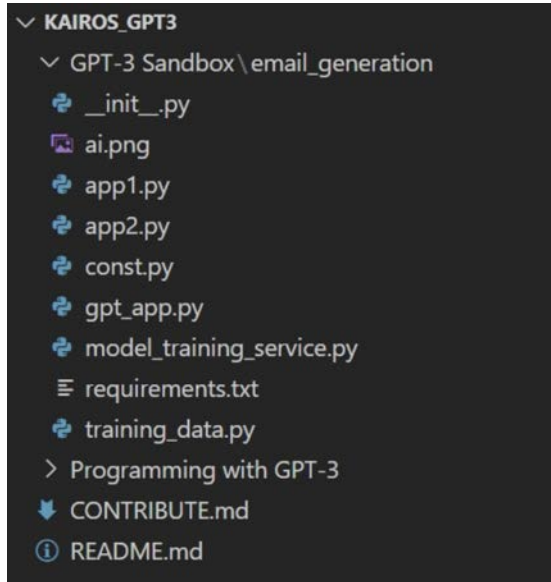 KAIROS_GPT3
GPT-3 Sandbox\email_generation
__init__.py
ai.png
app1.py
app2.py
const.py
gpt_app.py
model_training_service.py
requirements.txt
training_data.py
Programming with GPT-3
CONTRIBUTE.md
README.md